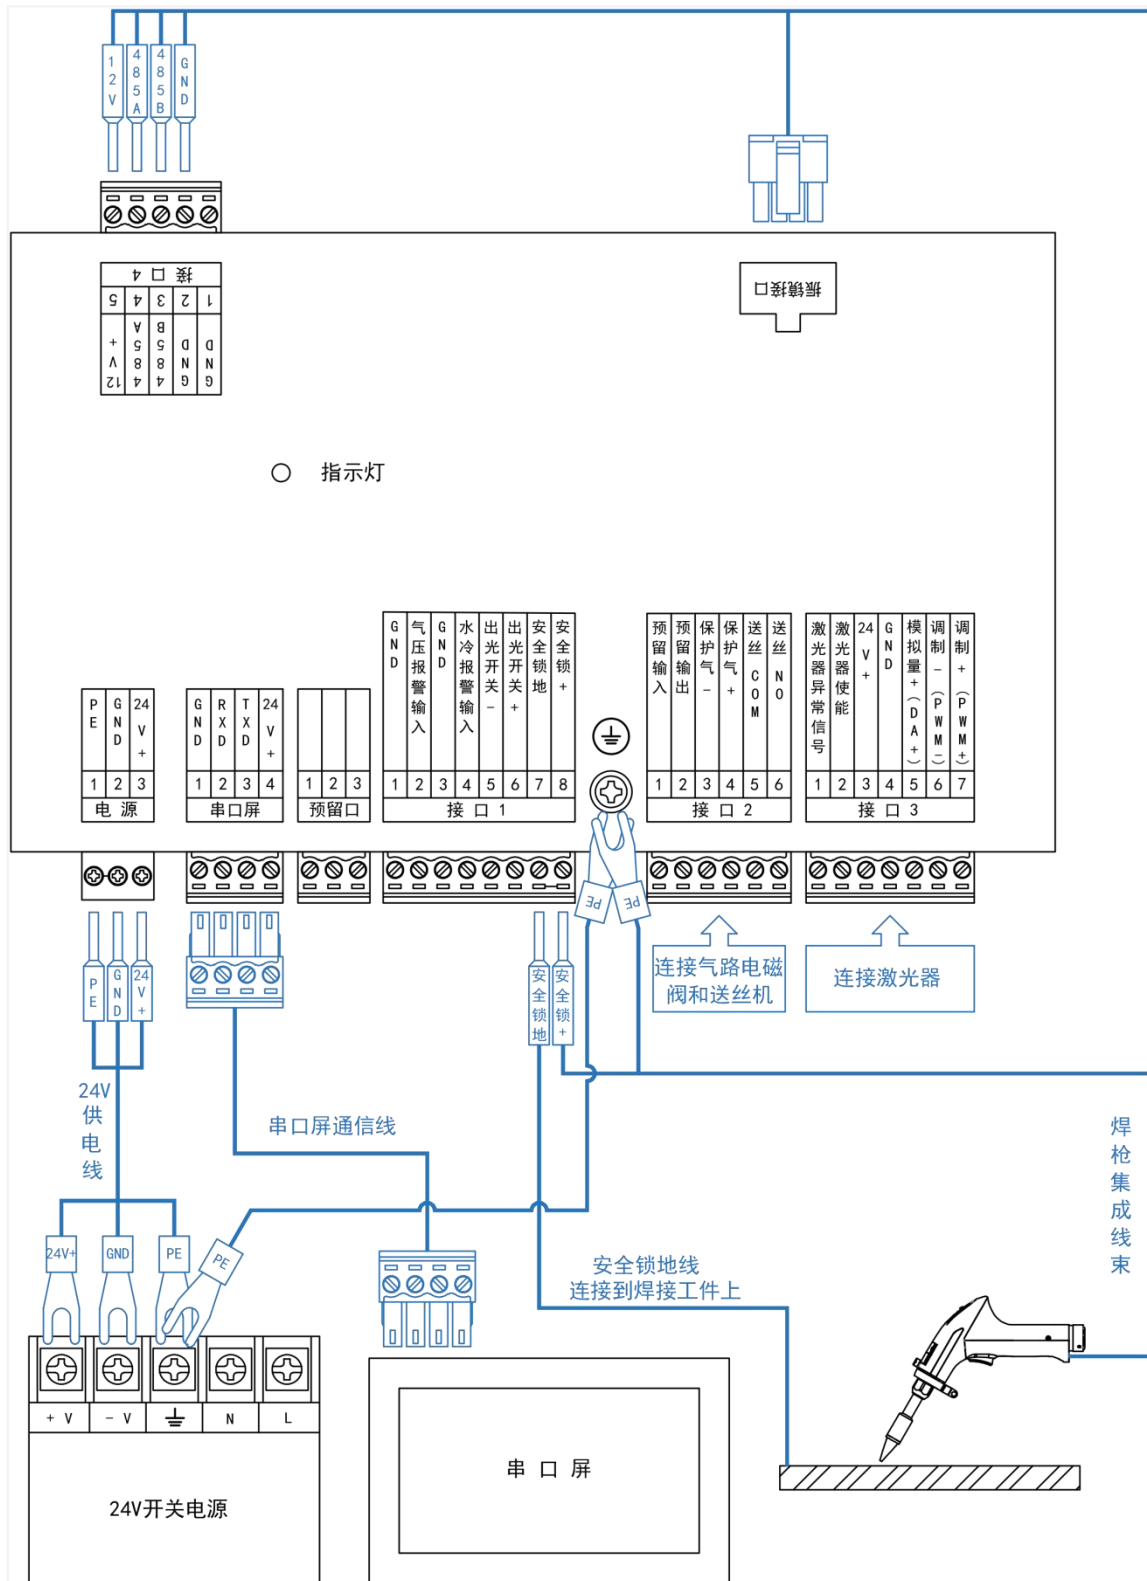 12V
485A
485B
GND
接口4
5
4
3
2
1
12V+
485A
485B
GND
GND
振镜接口
指示灯
PE
GND
24V+
1
2
3
电 源
GND
RXD
TXD
24V+
1
2
3
4
串口屏
1
2
3
预留口
GND
气压报警输入
GND
水冷报警输入
出光开关-
出光开关+
安全锁地
安全锁+
1
2
3
4
5
6
7
8
接 口 1
预留输入
预留输出
保护气-
保护气+
送丝 COM
送丝 NO
1
2
3
4
5
6
接 口 2
激光器异常信号
激光器使能
24V+
GND
模拟量+(DA+)
调制-(PWM-)
调制+(PWM+)
1
2
3
4
5
6
7
接 口 3
PE
GND
24V+
安全锁地
安全锁+
PE
PE
连接气路电磁
阀和送丝机
连接激光器
24V
供电线
串口屏通信线
焊枪集成线束
24V+
GND
PE
PE
安全锁地线
连接到焊接工件上
+ V
- V
N
L
24V开关电源
串 口 屏